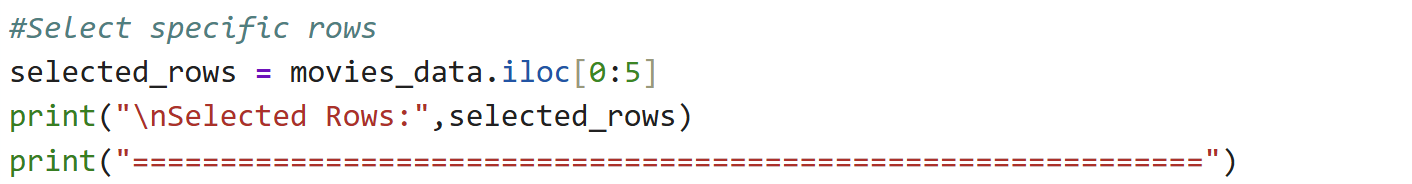 #Select specific rows
selected_rows = movies_data.iloc[0:5]
print("\nSelected Rows:",selected_rows)
print("=============================================================")